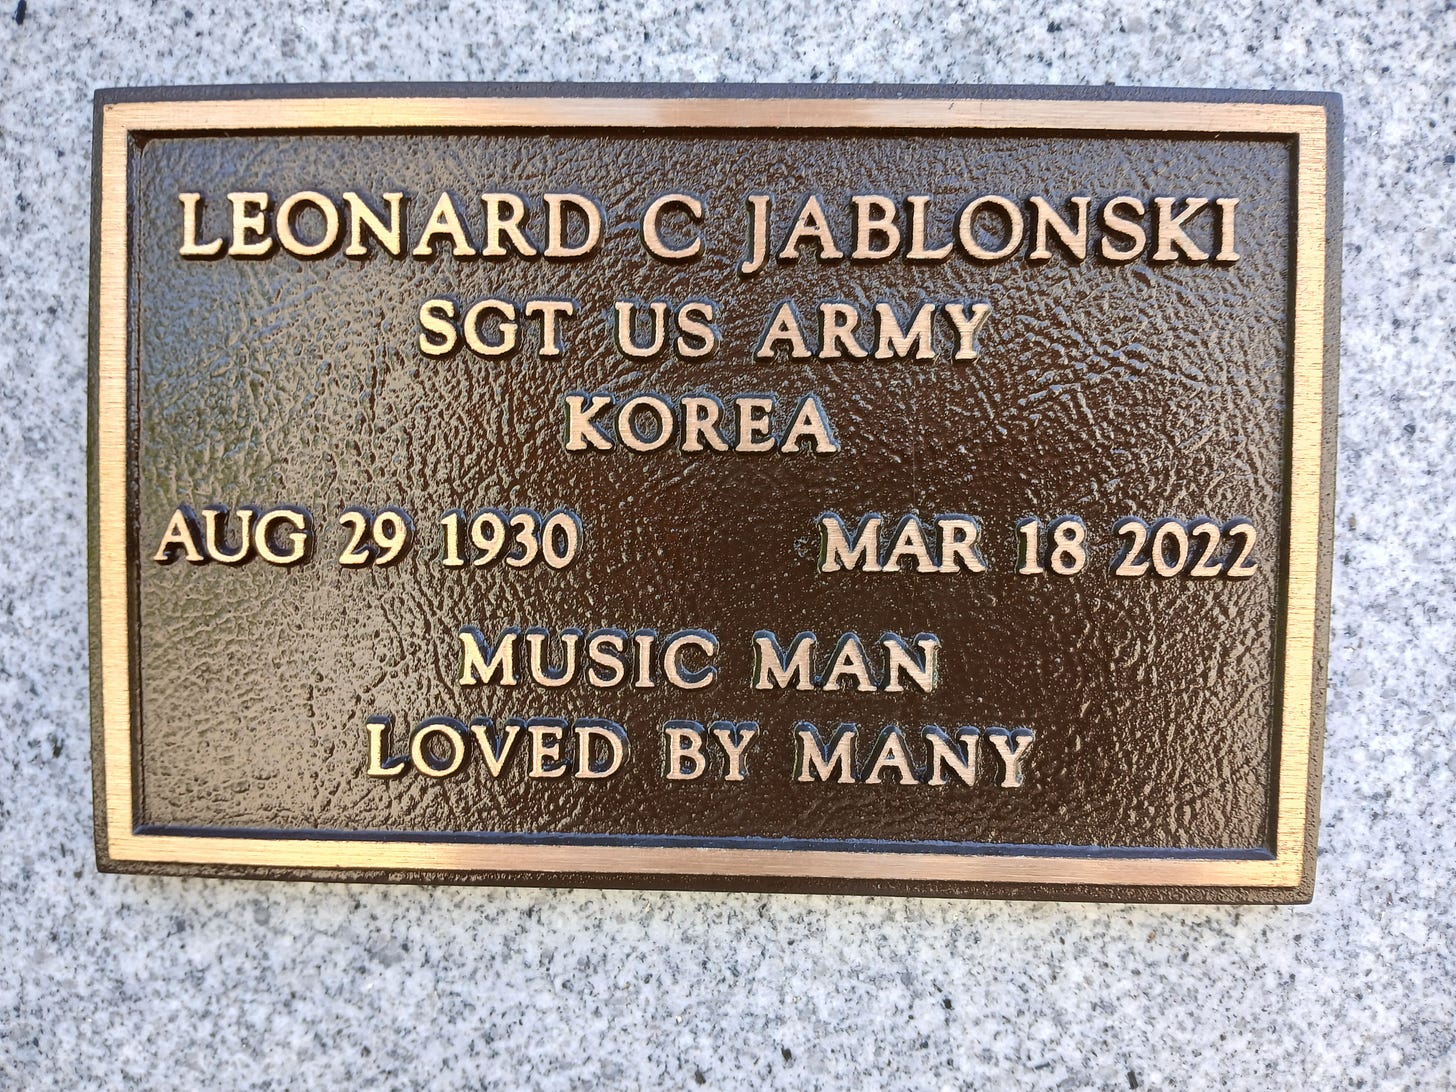 LEONARD C JABLONSKI
SGT US ARMY
KOREA
AUG 29 1930 MAR 18 2022
MUSIC MAN
LOVED BY MANY